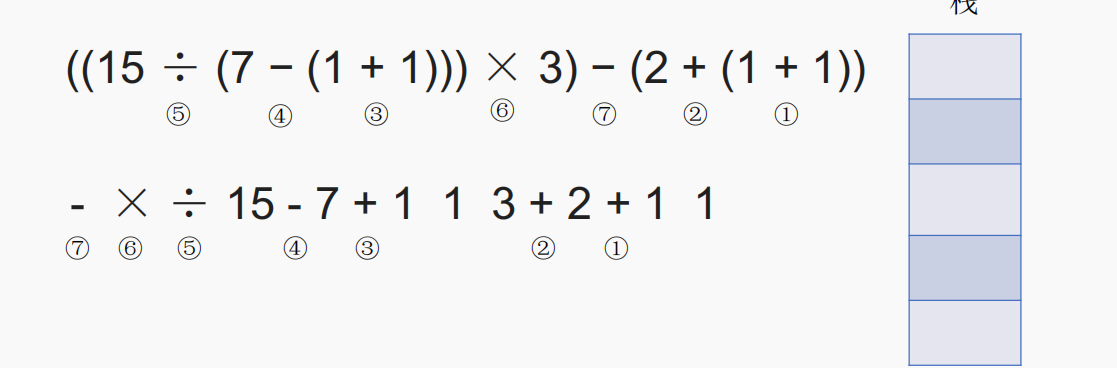 栈
((15 ÷ (7 − (1 + 1))) × 3) − (2 + (1 + 1))
⑤ ④ ③ ⑥ ⑦ ② ①
- × ÷ 15 - 7 + 1 1 3 + 2 + 1 1
⑦ ⑥ ⑤ ④ ③ ② ①